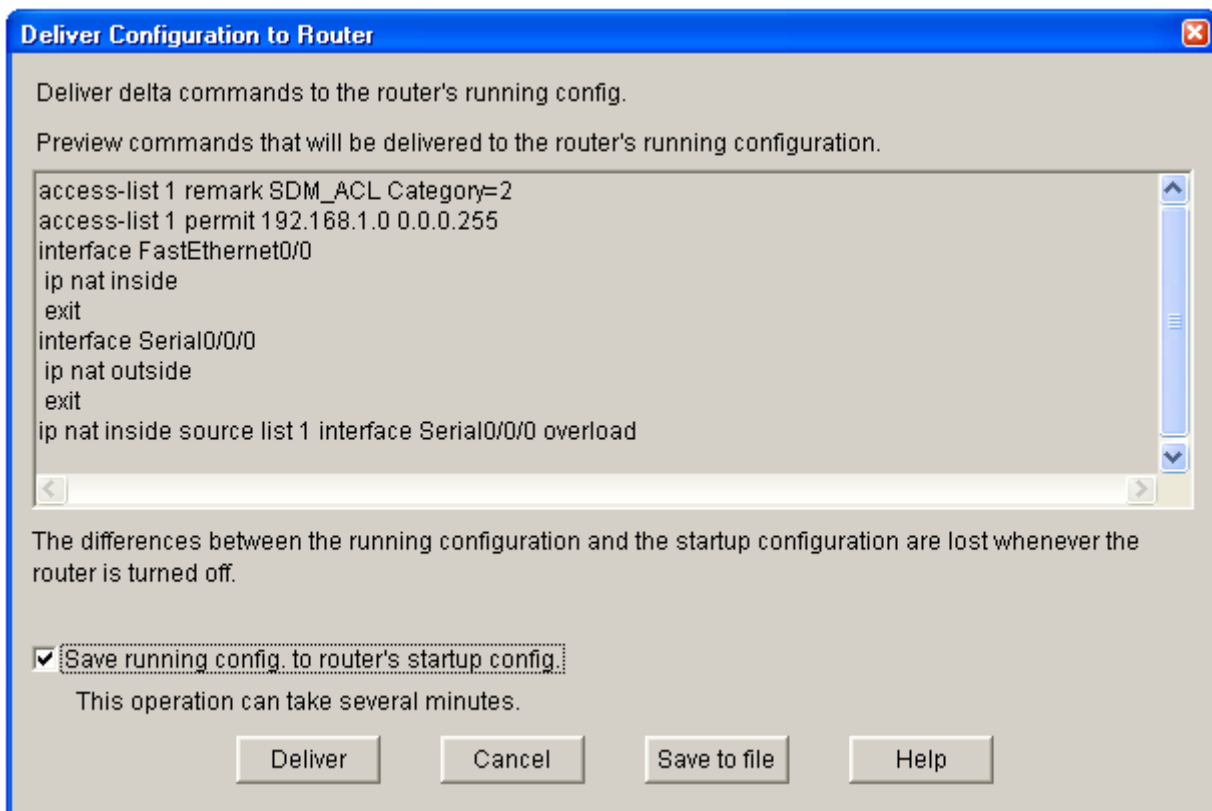 Deliver Configuration to Router
Deliver delta commands to the router's running config.
Preview commands that will be delivered to the router's running configuration.
access-list 1 remark SDM_ACL Category=2
access-list 1 permit 192.168.1.0 0.0.0.255
interface FastEthernet0/0
 ip nat inside
 exit
interface Serial0/0/0
 ip nat outside
 exit
ip nat inside source list 1 interface Serial0/0/0 overload
The differences between the running configuration and the startup configuration are lost whenever the
router is turned off.
Save running config. to router's startup config.
This operation can take several minutes.
Deliver Cancel Save to file Help